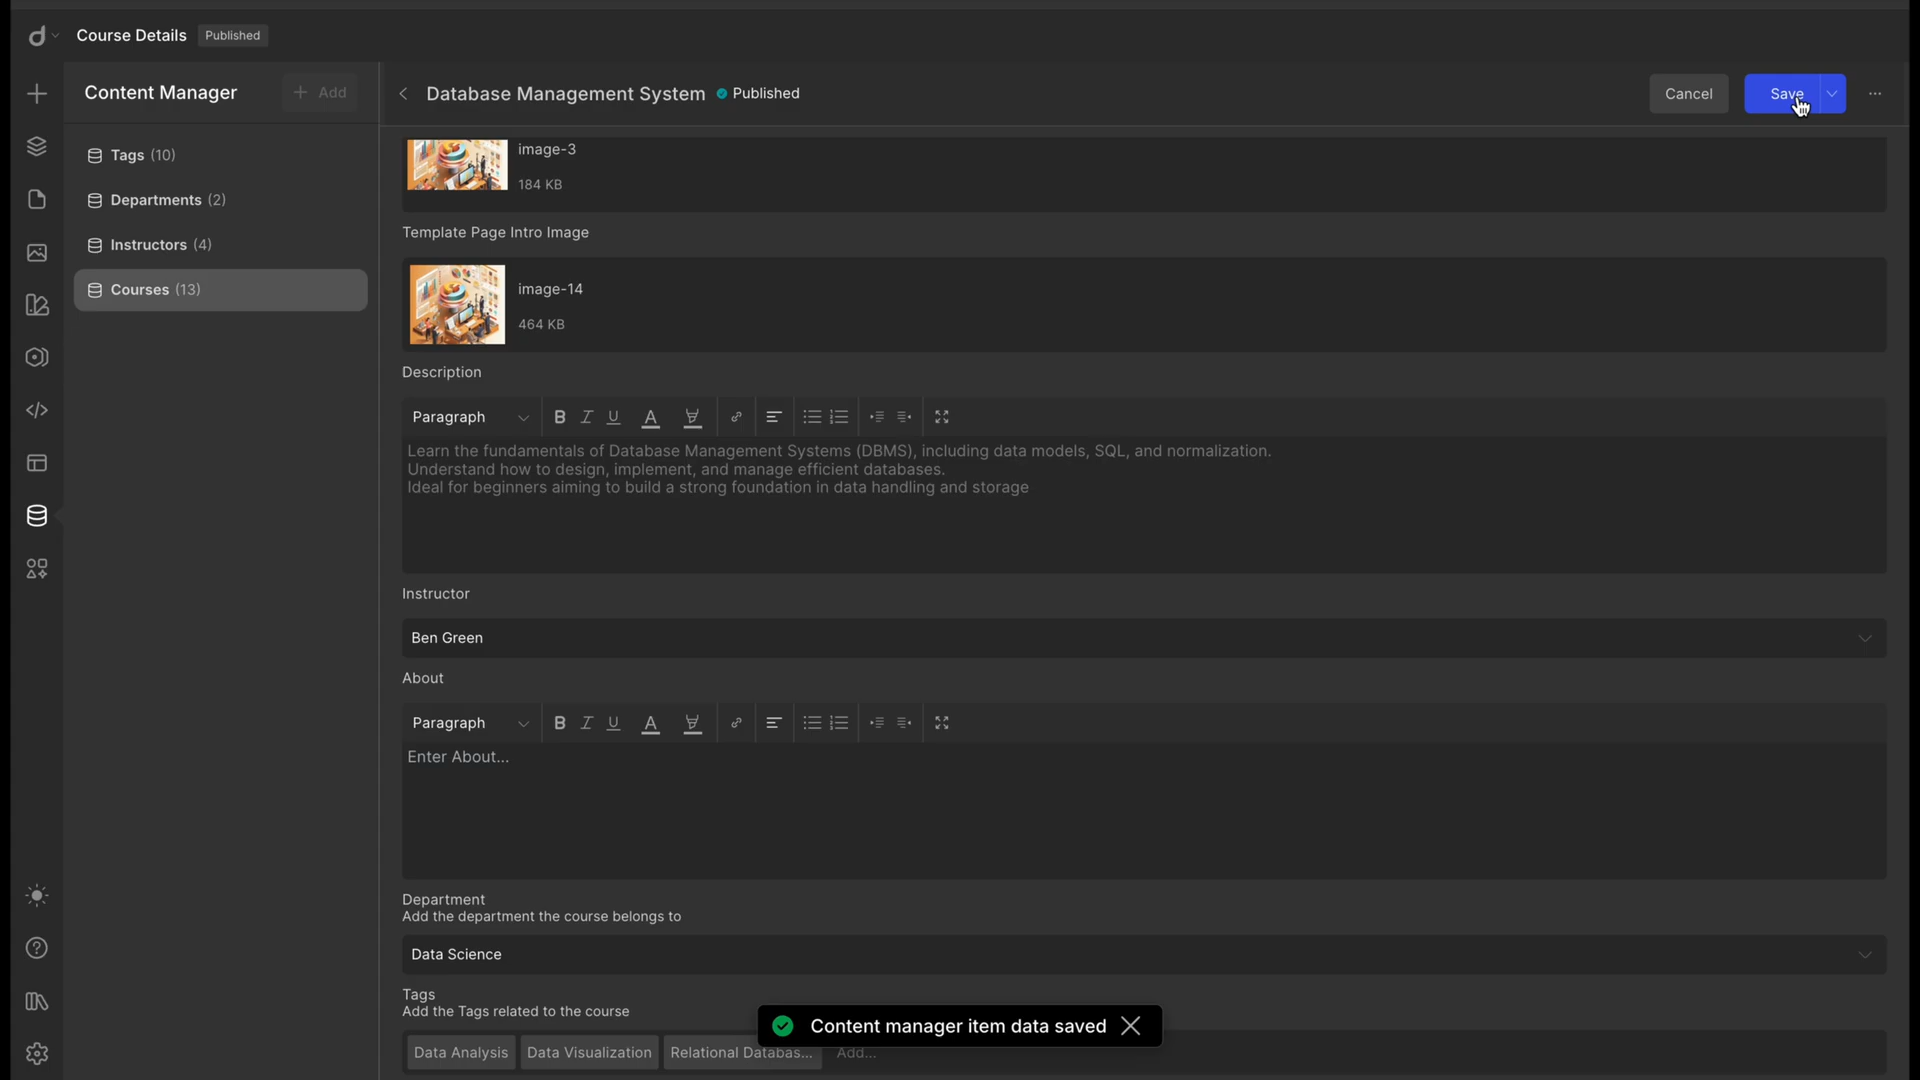 Course Details
Published
Content Manager
Add
Tags (10)
Departments (2)
Instructors (4)
Courses (13)
Database Management System
Published
Cancel
Save
image-3
184 KB
Template Page Intro Image
image-14
464 KB
Description
Paragraph
B I U A
Learn the fundamentals of Database Management Systems (DBMS), including data models, SQL, and normalization.
Understand how to design, implement, and manage efficient databases.
Ideal for beginners aiming to build a strong foundation in data handling and storage
Instructor
Ben Green
About
Paragraph
B I U A
Enter About...
Department
Add the department the course belongs to
Data Science
Tags
Add the Tags related to the course
Data Analysis
Data Visualization
Relational Databas...
Add...
Content manager item data saved